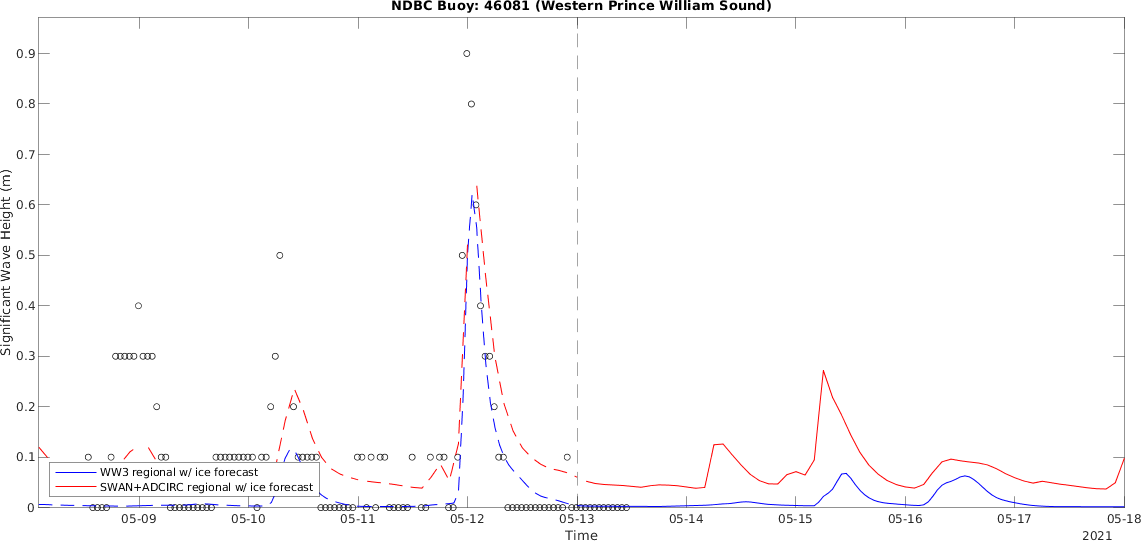 NDBC Buoy: 46081 (Western Prince William Sound)
Significant Wave Height (m)
0.9
0.8
0.7
0.6
0.5
0.4
0.3
0.2
0.1
0
WW3 regional w/ ice forecast
SWAN+ADCIRC regional w/ ice forecast
05-09 05-10 05-11 05-12 05-13 05-14 05-15 05-16 05-17 05-18
Time
2021